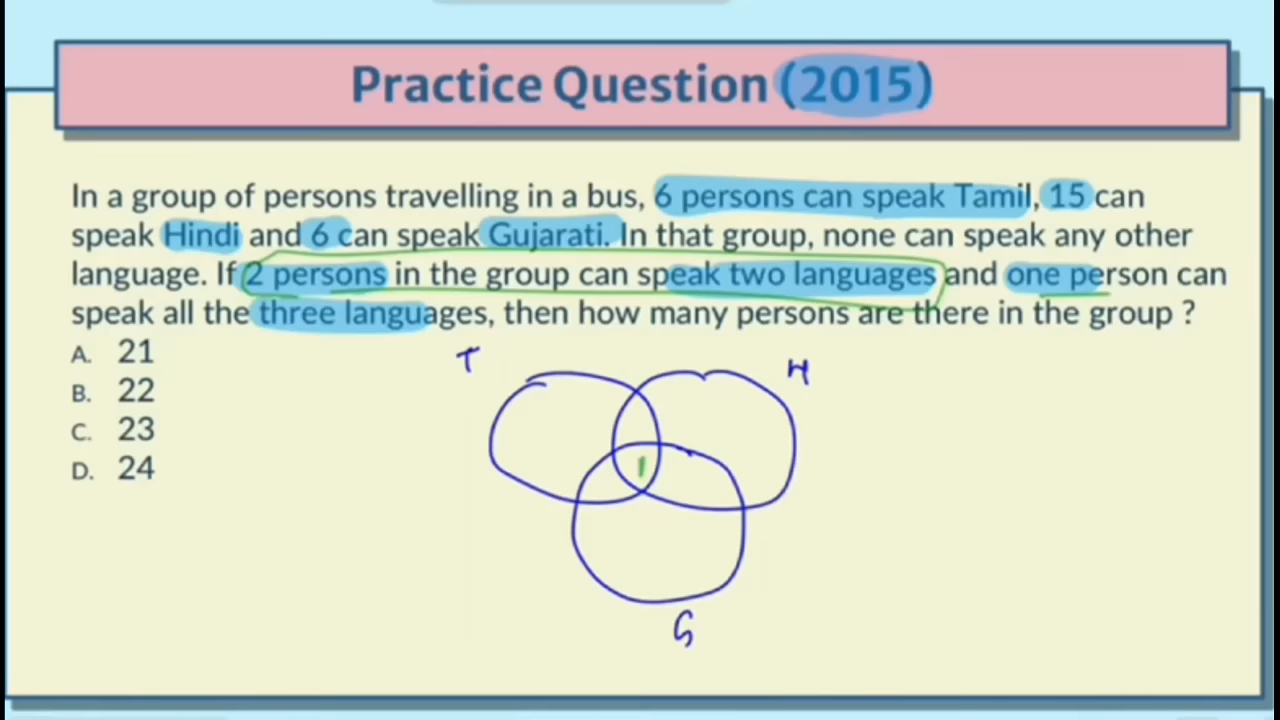 Practice Question (2015)
In a group of persons travelling in a bus, 6 persons can speak Tamil, 15 can
speak Hindi and 6 can speak Gujarati. In that group, none can speak any other
language. If 2 persons in the group can speak two languages and one person can
speak all the three languages, then how many persons are there in the group ?
A. 21
B. 22
C. 23
D. 24
T
H
1
G